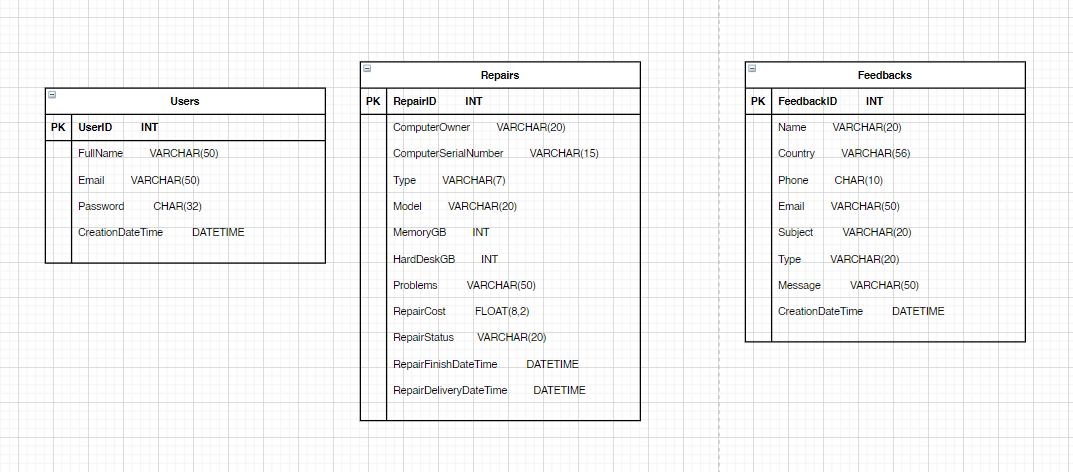 Users
PK UserID INT
FullName VARCHAR(50)
Email VARCHAR(50)
Password CHAR(32)
CreationDateTime DATETIME
Repairs
PK RepairID INT
ComputerOwner VARCHAR(20)
ComputerSerialNumber VARCHAR(15)
Type VARCHAR(7)
Model VARCHAR(20)
MemoryGB INT
HardDeskGB INT
Problems VARCHAR(50)
RepairCost FLOAT(8,2)
RepairStatus VARCHAR(20)
RepairFinishDateTime DATETIME
RepairDeliveryDateTime DATETIME
Feedbacks
PK FeedbackID INT
Name VARCHAR(20)
Country VARCHAR(56)
Phone CHAR(10)
Email VARCHAR(50)
Subject VARCHAR(20)
Type VARCHAR(20)
Message VARCHAR(50)
CreationDateTime DATETIME